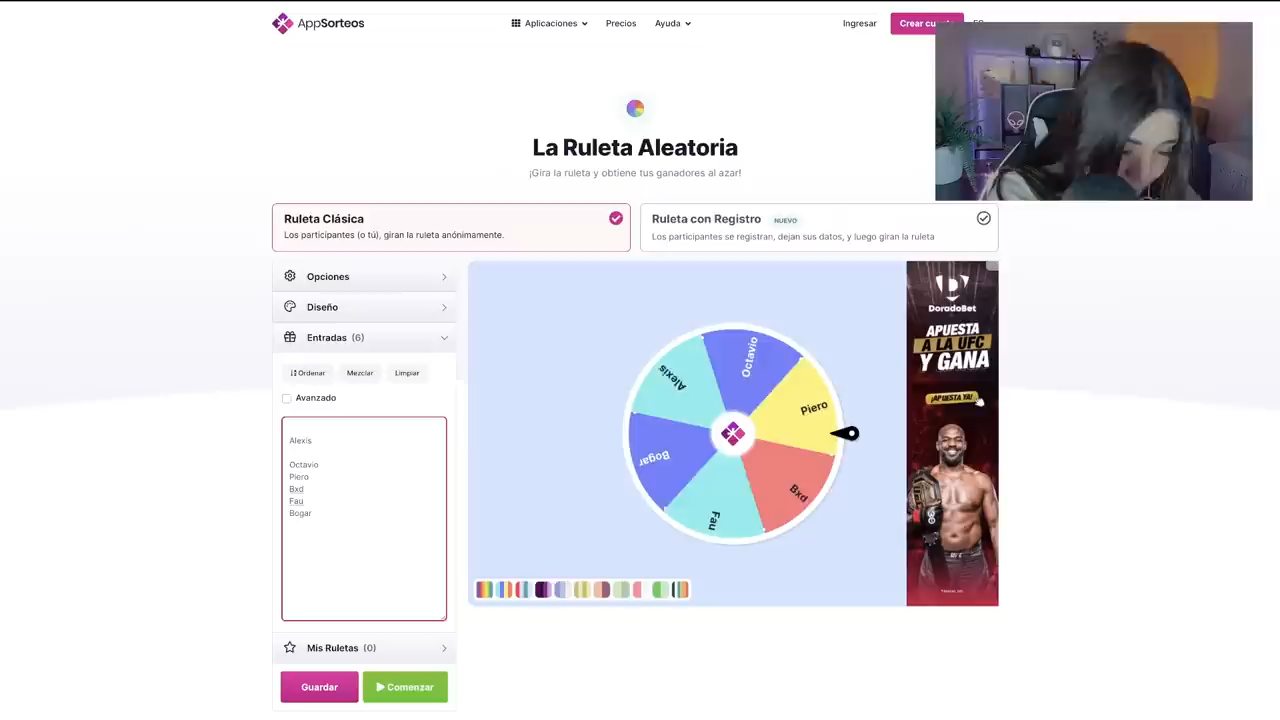 AppSorteos
Aplicaciones
Precios
Ayuda
Ingresar
Crear cu
La Ruleta Aleatoria
¡Gira la ruleta y obtiene tus ganadores al azar!
Ruleta Clásica
Los participantes (o tú), giran la ruleta anónimamente.
Ruleta con Registro NUEVO
Los participantes se registran, dejan sus datos, y luego giran la ruleta
Opciones
Diseño
Entradas (6)
Ordenar
Mezclar
Limpiar
Avanzado
Alexis
Octavio
Piero
Bxd
Fau
Bogar
Mis Ruletas (0)
Guardar
Comenzar
Octavio
Piero
Bxd
Fau
Bogar
Alexis
DoradoBet
APUESTA
A LA UFC
Y GANA
¡APUESTA YA!